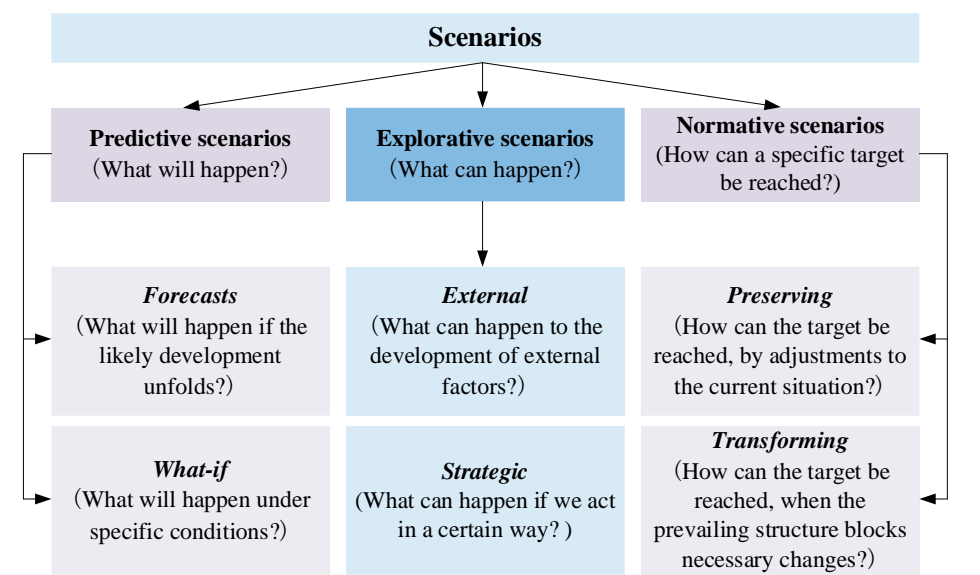 Scenarios
Predictive scenarios
（What will happen?）
Explorative scenarios
（What can happen?）
Normative scenarios
(How can a specific target
be reached?)
Forecasts
（What will happen if the
likely development
unfolds?）
External
（What can happen to the
development of external
factors?）
Preserving
（How can the target be
reached, by adjustments to
the current situation?）
What-if
（What will happen under
specific conditions?）
Strategic
(What can happen if we act
in a certain way? )
Transforming
（How can the target be
reached, when the
prevailing structure blocks
necessary changes?）